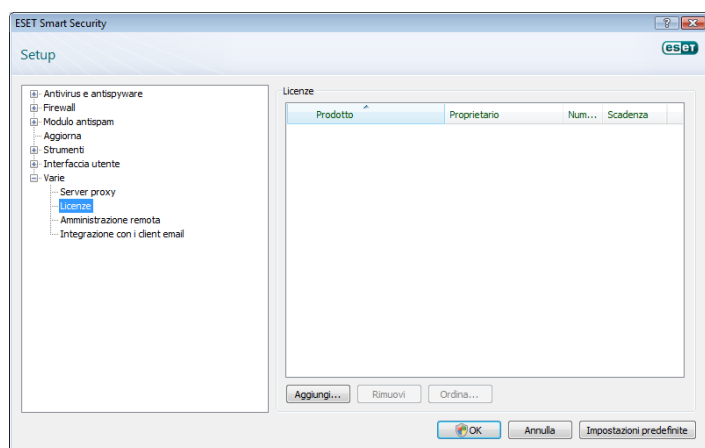 ESET Smart Security
Setup
eset
Antivirus e antispyware
Firewall
Modulo antispam
Aggiorna
Strumenti
Interfaccia utente
Varie
Server proxy
Licenze
Amministrazione remota
Integrazione con i client email
Licenze
Prodotto Proprietario Num... Scadenza
Aggiungi... Rimuovi Ordina...
OK Annulla Impostazioni predefinite